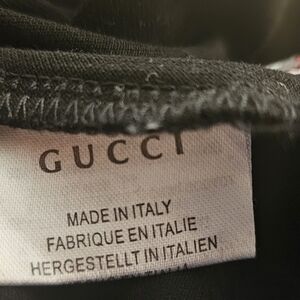 GUCCI
MADE IN ITALY
FABRIQUE EN ITALIE
HERGESTELLT IN ITALIEN